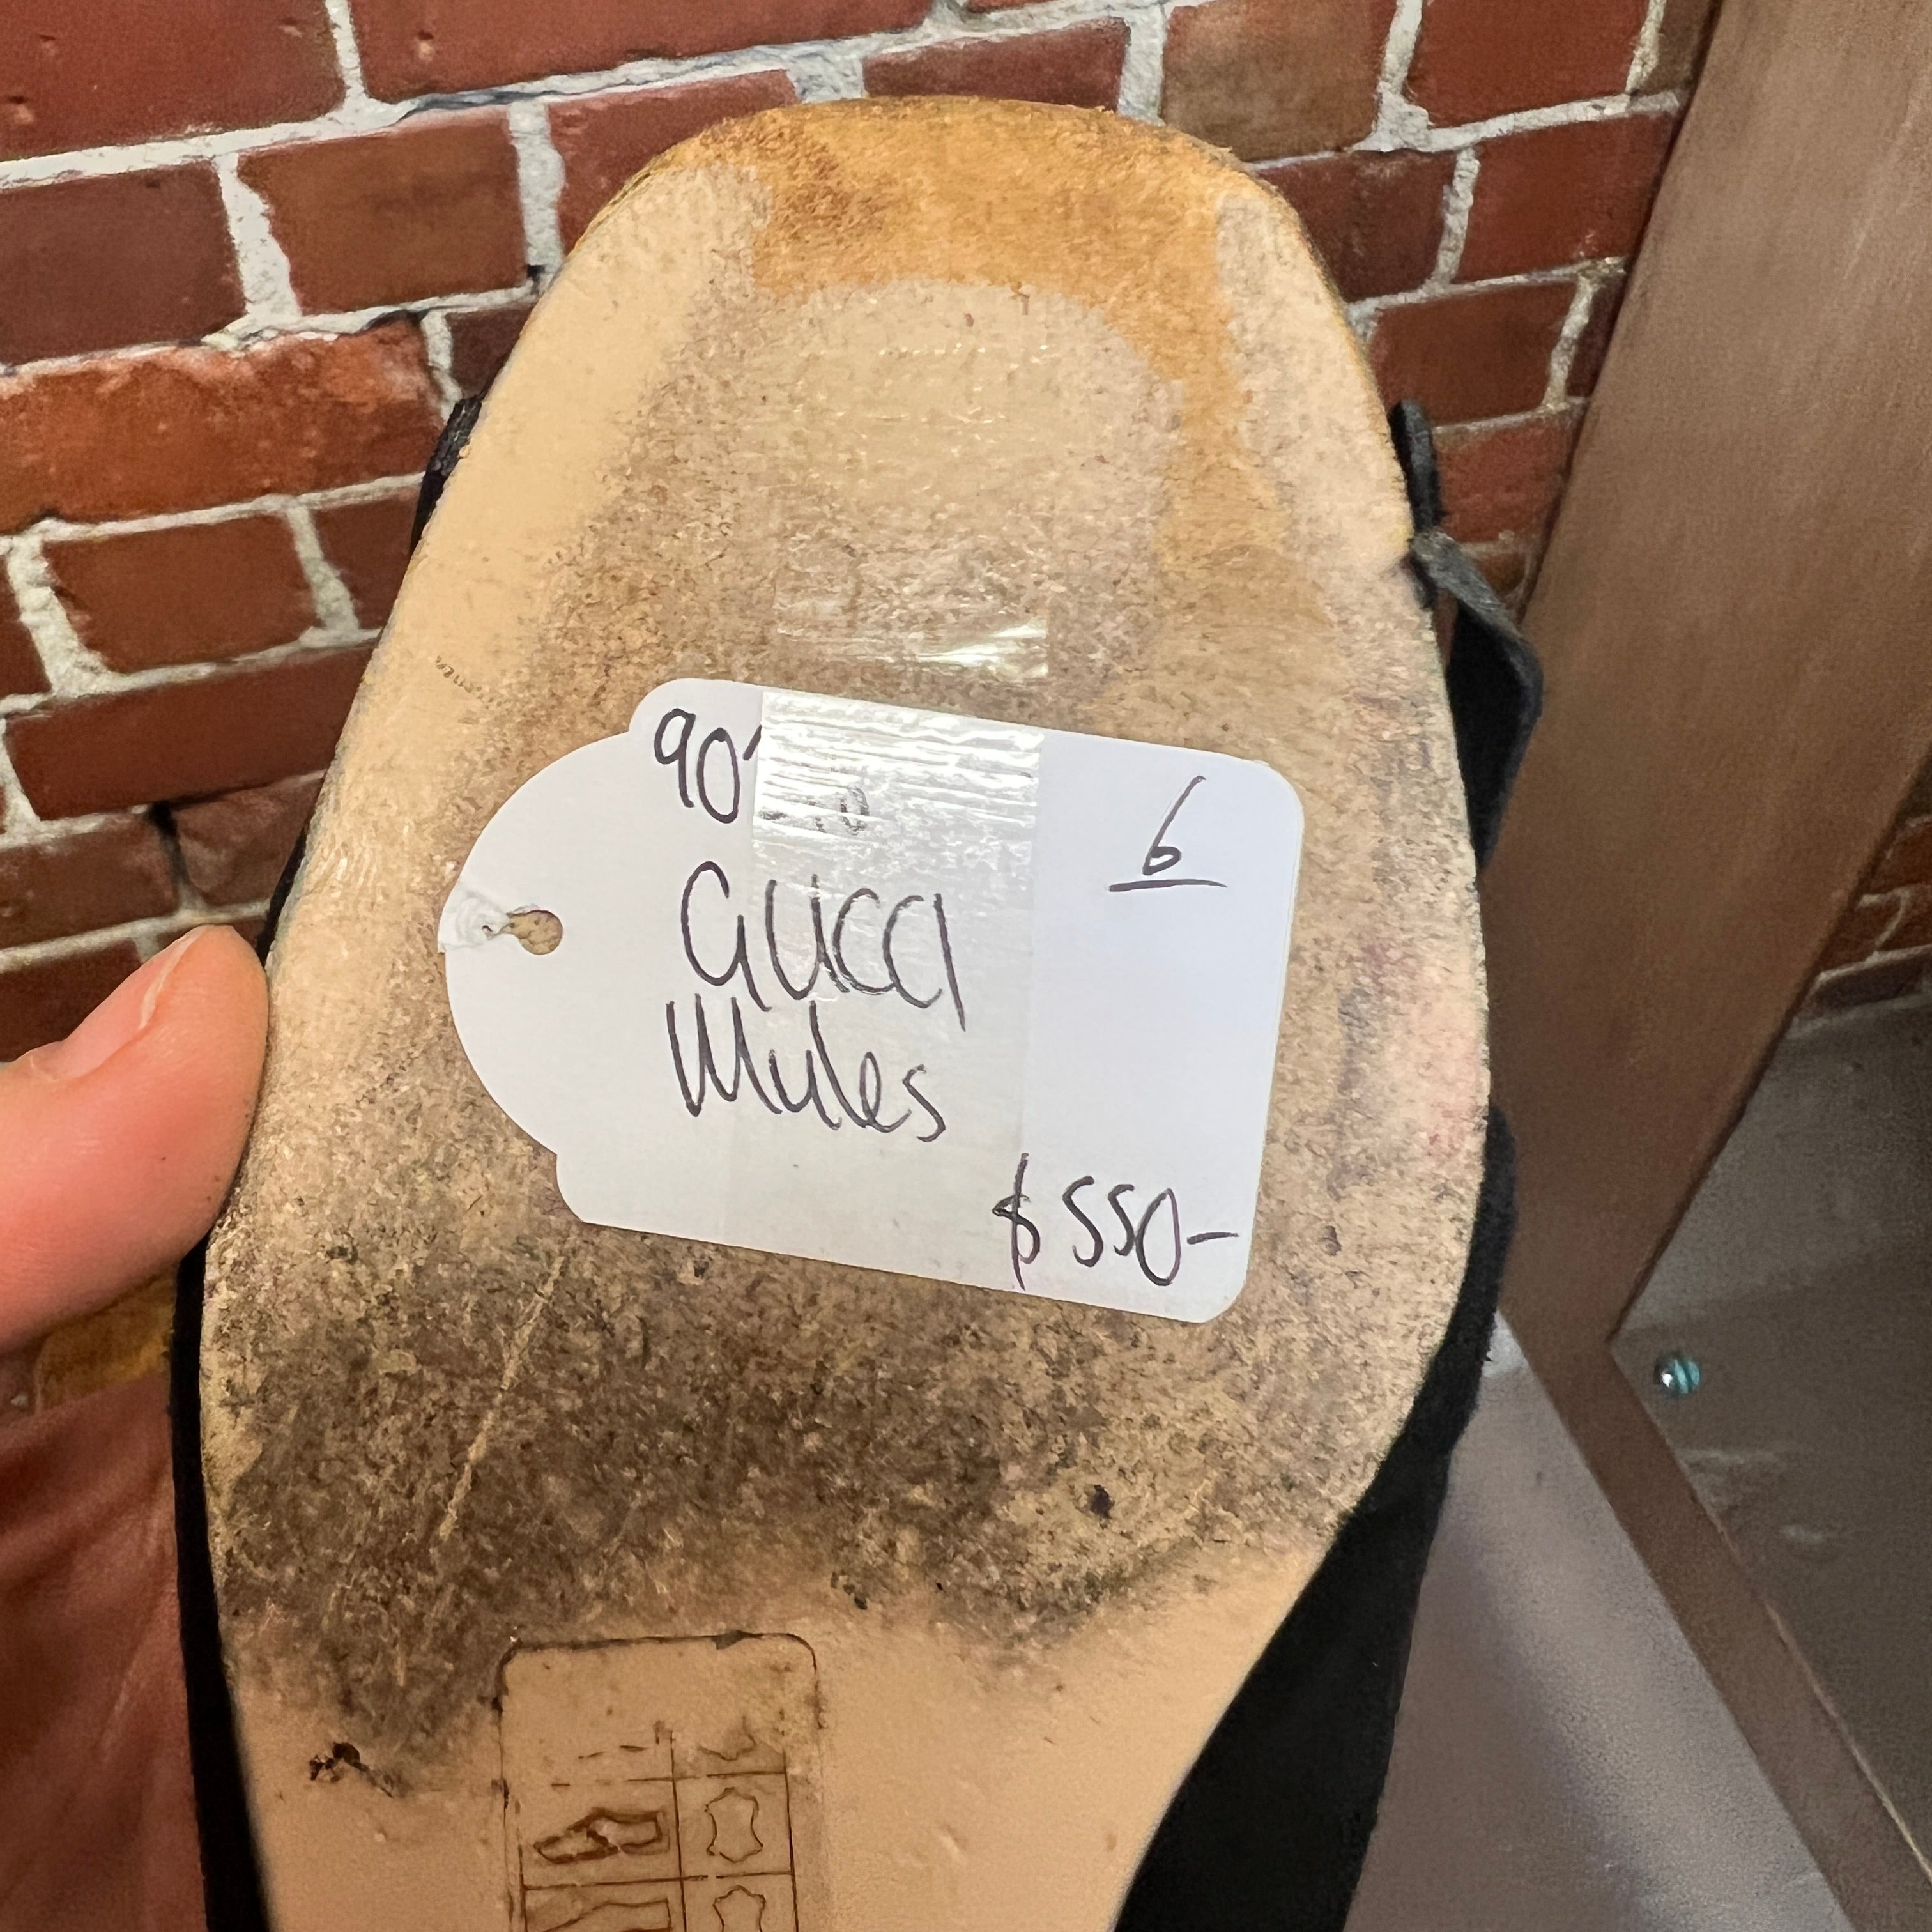 90's
6
GUCCI
Mules
$550-